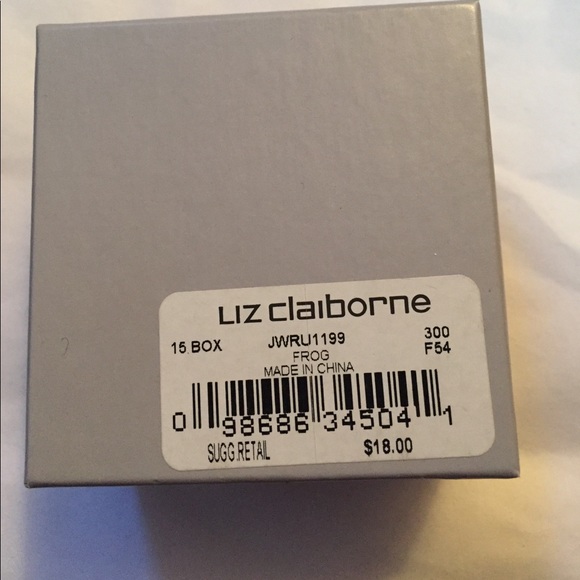 Liz claiborne
15 BOX JWRU1199 300
FROG F54
MADE IN CHINA
0 98686 34504 1
SUGG.RETAIL $18.00